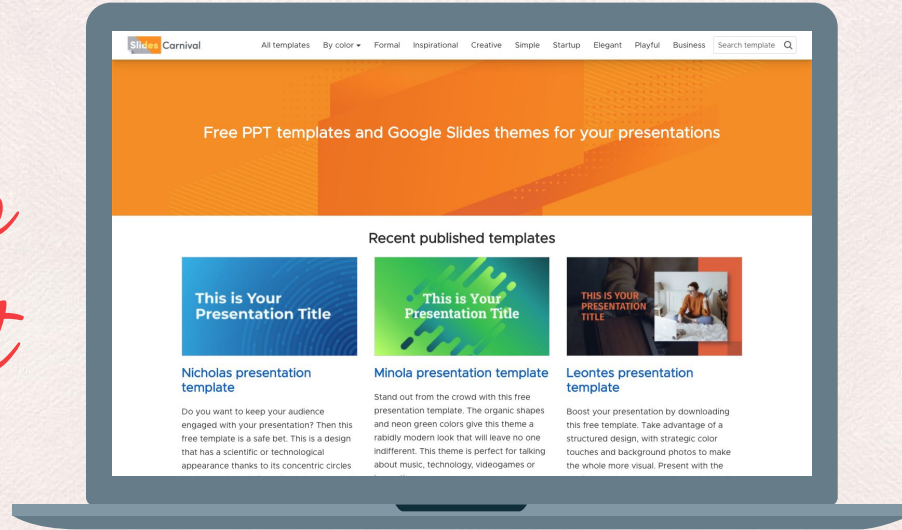 Slides Carnival
All templates By color Formal Inspirational Creative Simple Startup Elegant Playful Business Search template
Free PPT templates and Google Slides themes for your presentations
Recent published templates
This is Your
Presentation Title
Nicholas presentation
template
Do you want to keep your audience
engaged with your presentation? Then this
free template is a safe bet. This is a design
that has a scientific or technological
appearance thanks to its concentric circles
This is Your
Presentation Title
Minola presentation template
Stand out from the crowd with this free
presentation template. The organic shapes
and neon green colors give this theme a
rabidly modern look that will leave no one
indifferent. This theme is perfect for talking
about music, technology, videogames or
THIS IS YOUR
PRESENTATION
TITLE
Leontes presentation
template
Boost your presentation by downloading
this free template. Take advantage of a
structured design, with strategic color
touches and background photos to make
the whole more visual. Present with the